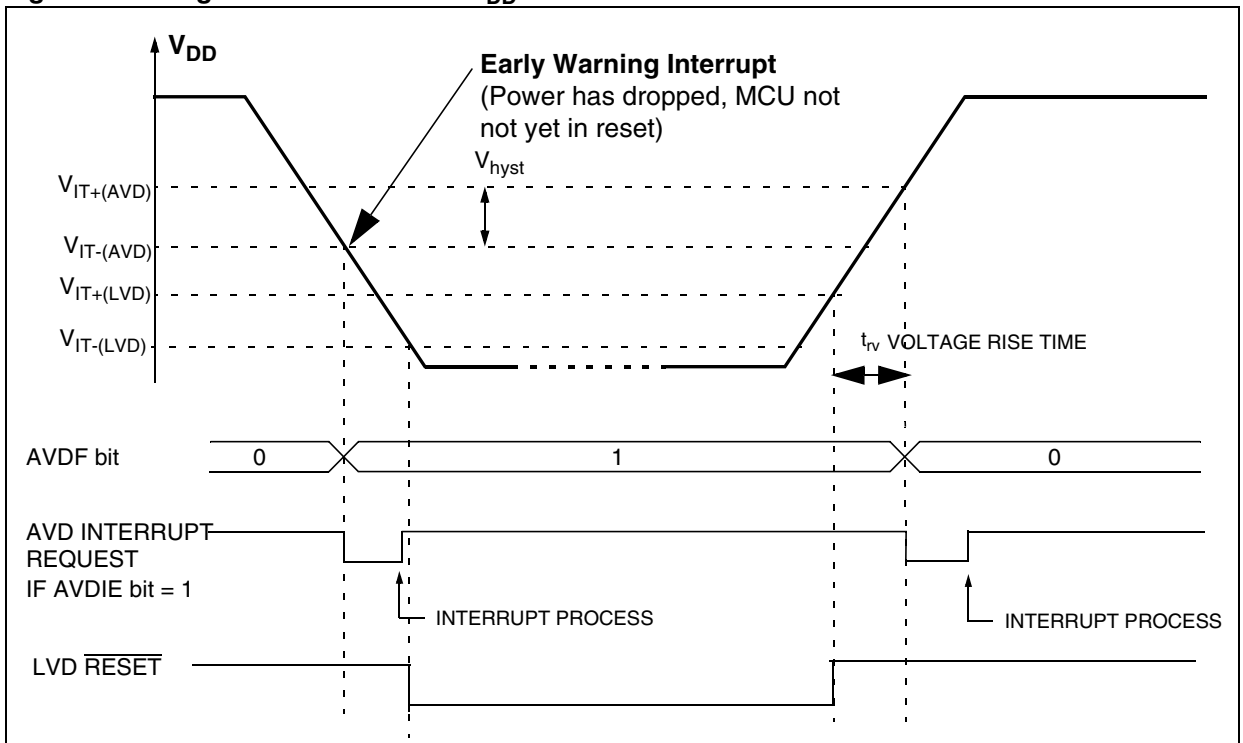 VDD
Early Warning Interrupt
(Power has dropped, MCU not
not yet in reset)
Vhyst
VIT+(AVD)
VIT-(AVD)
VIT+(LVD)
VIT-(LVD)
trv VOLTAGE RISE TIME
AVDF bit
0
1
0
AVD INTERRUPT
REQUEST
IF AVDIE bit = 1
INTERRUPT PROCESS
INTERRUPT PROCESS
LVD RESET